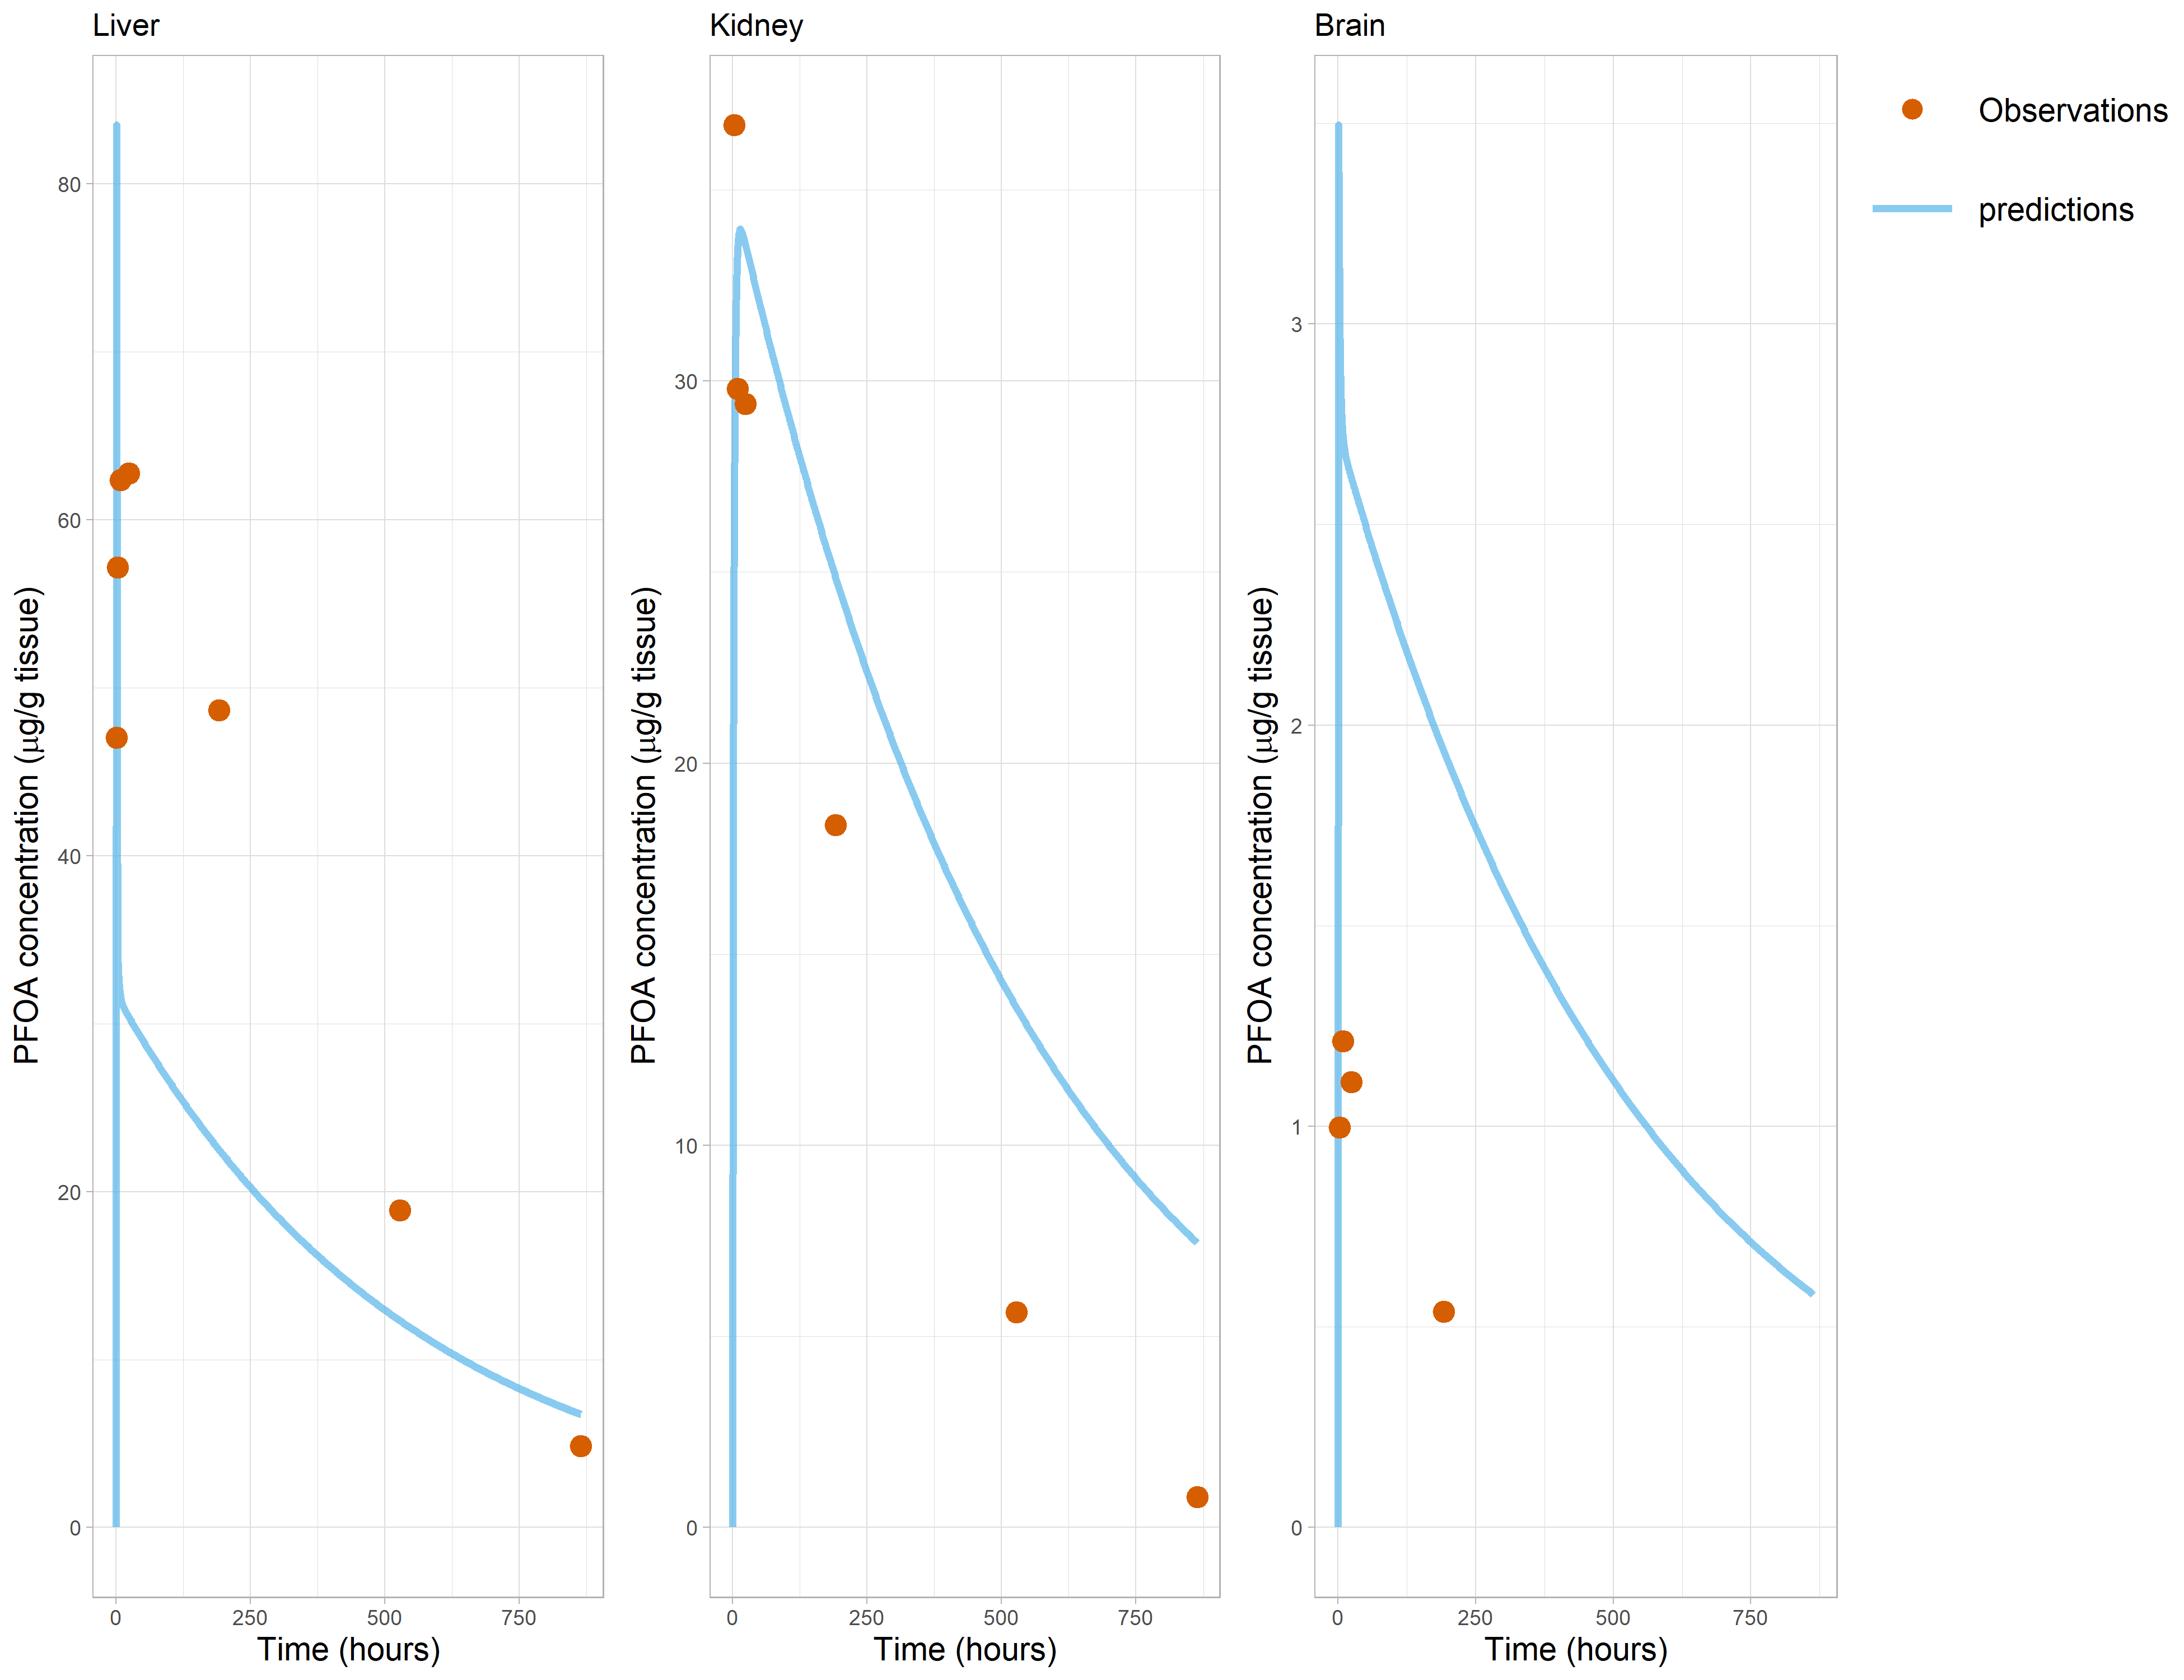 Liver
Kidney
Brain
PFOA concentration (μg/g tissue)
80
60
40
20
0
0 250 500 750
Time (hours)
PFOA concentration (μg/g tissue)
30
20
10
0
0 250 500 750
Time (hours)
PFOA concentration (μg/g tissue)
3
2
1
0
0 250 500 750
Time (hours)
Observations
predictions